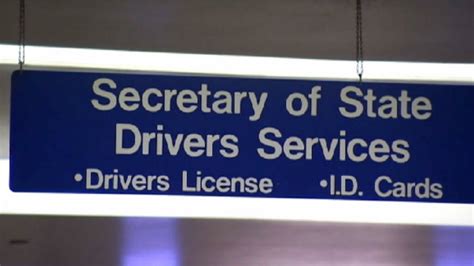 Secretary of State
Drivers Services
•Drivers License •I.D. Cards